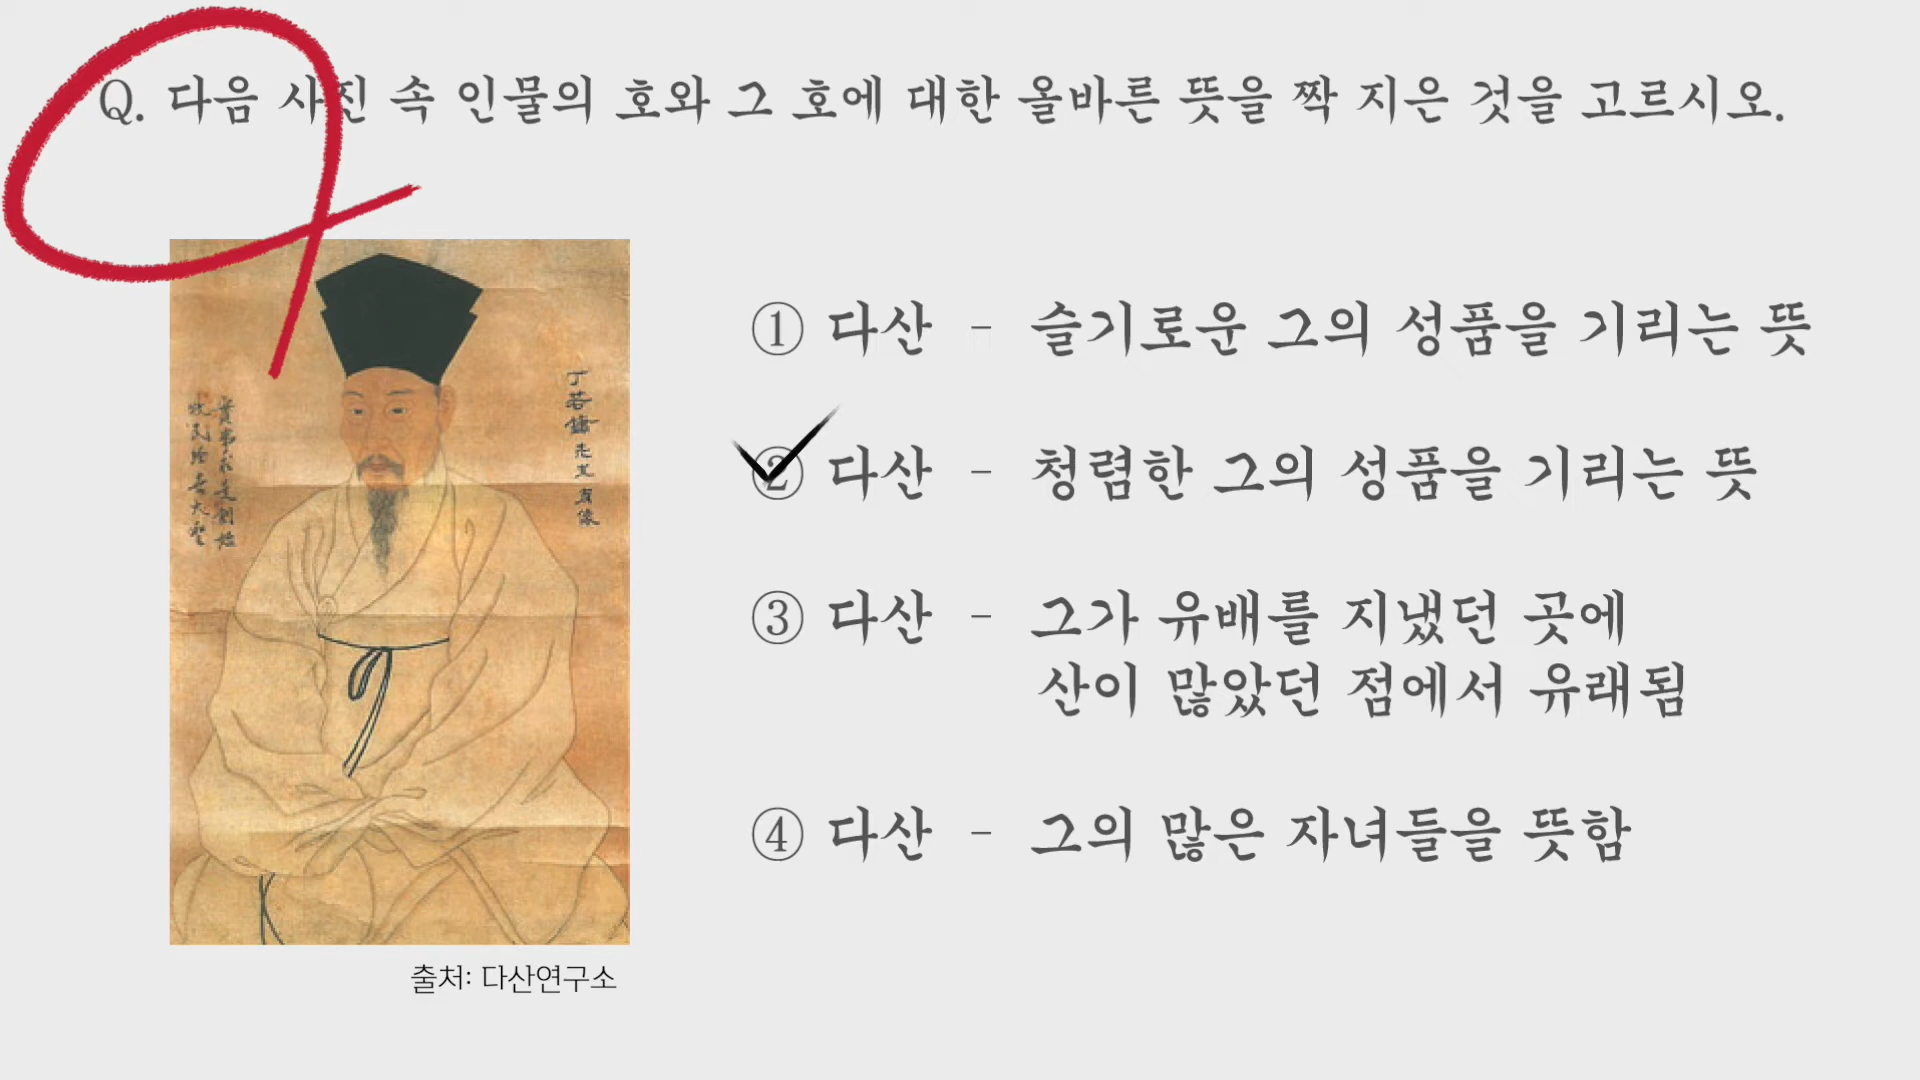 Q. 다음 사진 속 인물의 호와 그 호에 대한 올바른 뜻을 짝 지은 것을 고르시오.
丁若鏞先生眞像
① 다산 - 슬기로운 그의 성품을 기리는 뜻
② 다산 - 청렴한 그의 성품을 기리는 뜻
③ 다산 - 그가 유배를 지냈던 곳에
산이 많았던 점에서 유래됨
④ 다산 - 그의 많은 자녀들을 뜻함
출처: 다산연구소